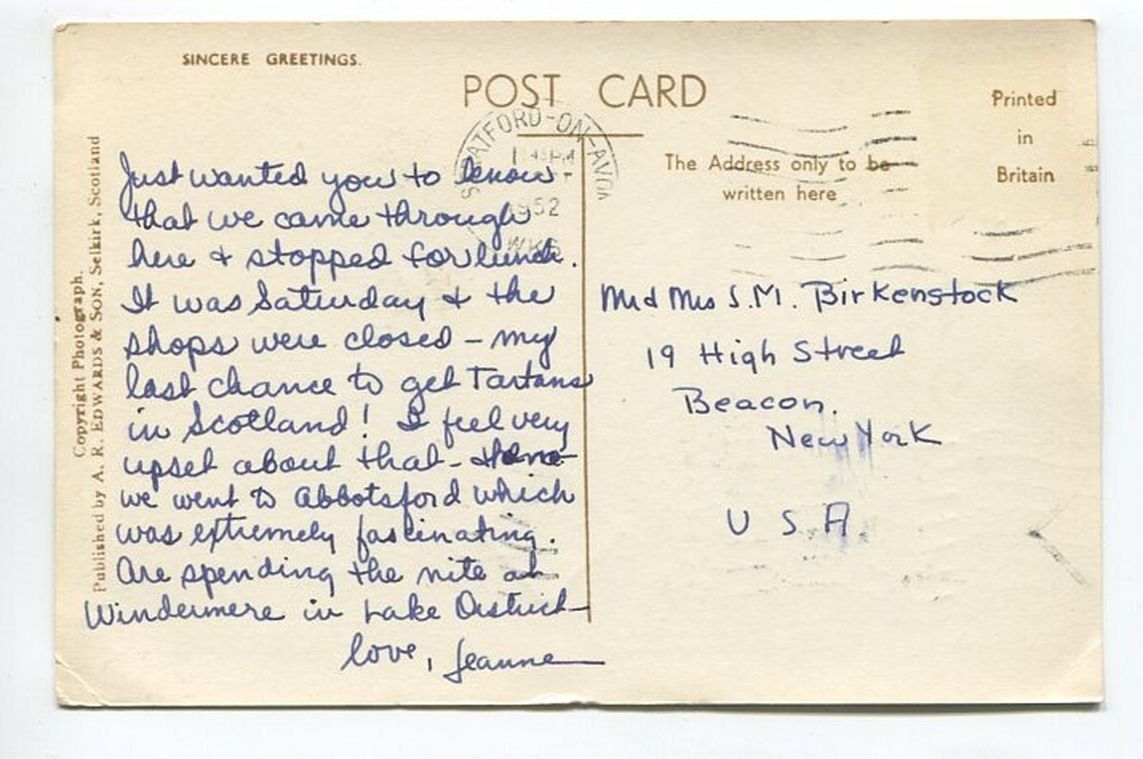 SINCERE GREETINGS.
POST CARD
Printed
in
Britain
The Address only to be
written here
STRATFORD-ON-AVON
1952
Copyright Photograph.
Published by A. R. EDWARDS & SON, Selkirk, Scotland
Just wanted you to know
that we came through
here + stopped for lunch.
It was Saturday + the
shops were closed - my
last chance to get Tartans
in Scotland! I feel very
upset about that -
we went to Abbotsford which
was extremely fascinating.
Are spending the nite at
Windermere in Lake District
love, Jeanne
Mr + Mrs S.M. Birkenstock
19 High Street
Beacon,
New York
U S A